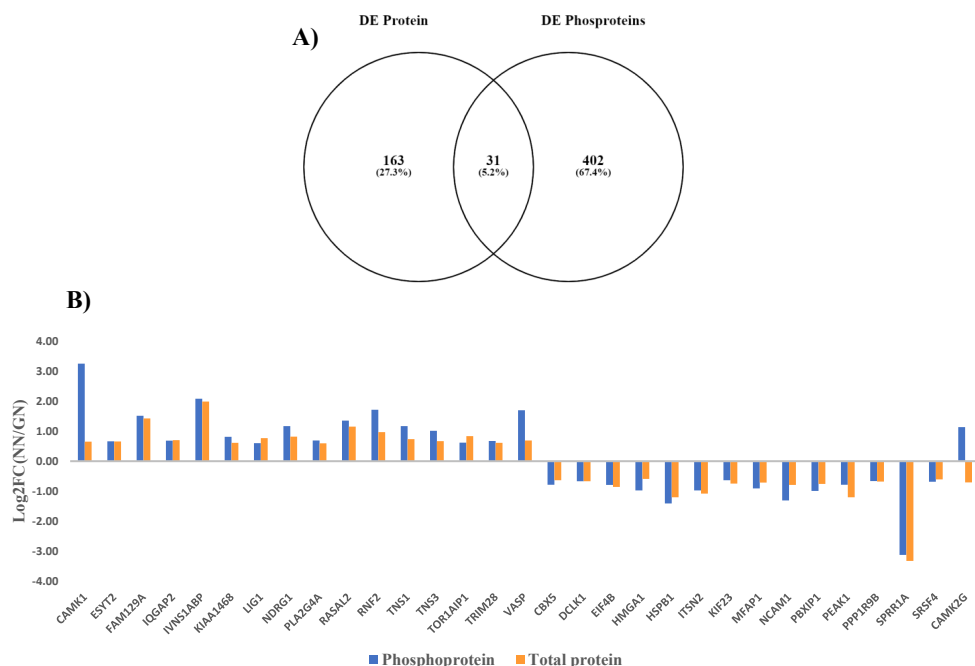 DE Protein DE Phosproteins
A)
163 31 402
(27.3%) (5.2%) (67.4%)
B)
4.00
3.00
2.00
1.00
0.00
-1.00
-2.00
-3.00
-4.00
Log2FC(NN/GN)
CAMK1 ESYT2 FAM129A IQGAP2 IVNS1ABP KIAA1468 LIG1 NDRG1 PLA2G4A RASAL2 RNF2 TNS1 TNS3 TOR1AIP1 TRIM28 VASP CBX5 DCLK1 EIF4B HMGA1 HSPB1 ITSN2 KIF23 MFAP1 NCAM1 PBXIP1 PEAK1 PPP1R9B SPRR1A SRSF4 CAMK2G
Phosphoprotein Total protein